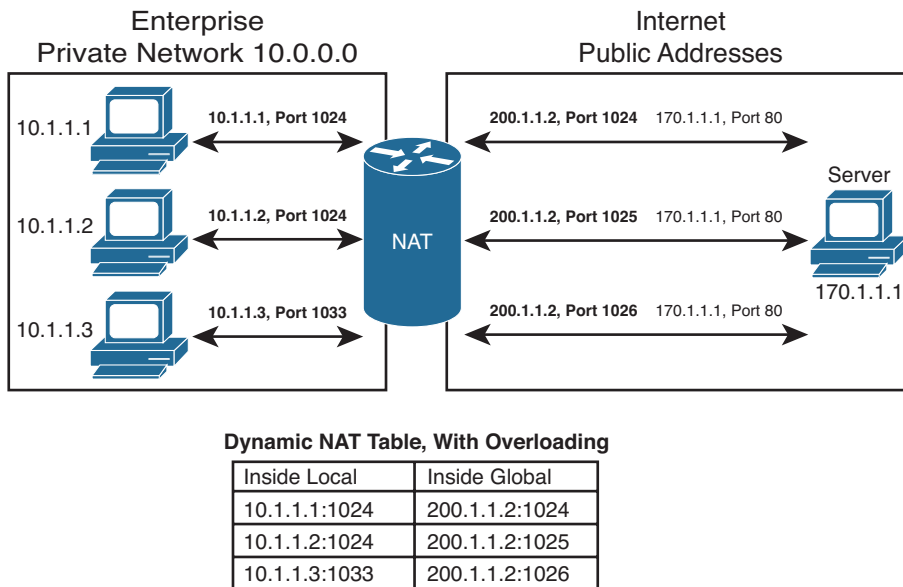 Enterprise
Private Network 10.0.0.0
Internet
Public Addresses
10.1.1.1
10.1.1.1, Port 1024
200.1.1.2, Port 1024 170.1.1.1, Port 80
Server
10.1.1.2
10.1.1.2, Port 1024
NAT
200.1.1.2, Port 1025 170.1.1.1, Port 80
170.1.1.1
10.1.1.3
10.1.1.3, Port 1033
200.1.1.2, Port 1026 170.1.1.1, Port 80
Dynamic NAT Table, With Overloading
Inside Local Inside Global
10.1.1.1:1024 200.1.1.2:1024
10.1.1.2:1024 200.1.1.2:1025
10.1.1.3:1033 200.1.1.2:1026